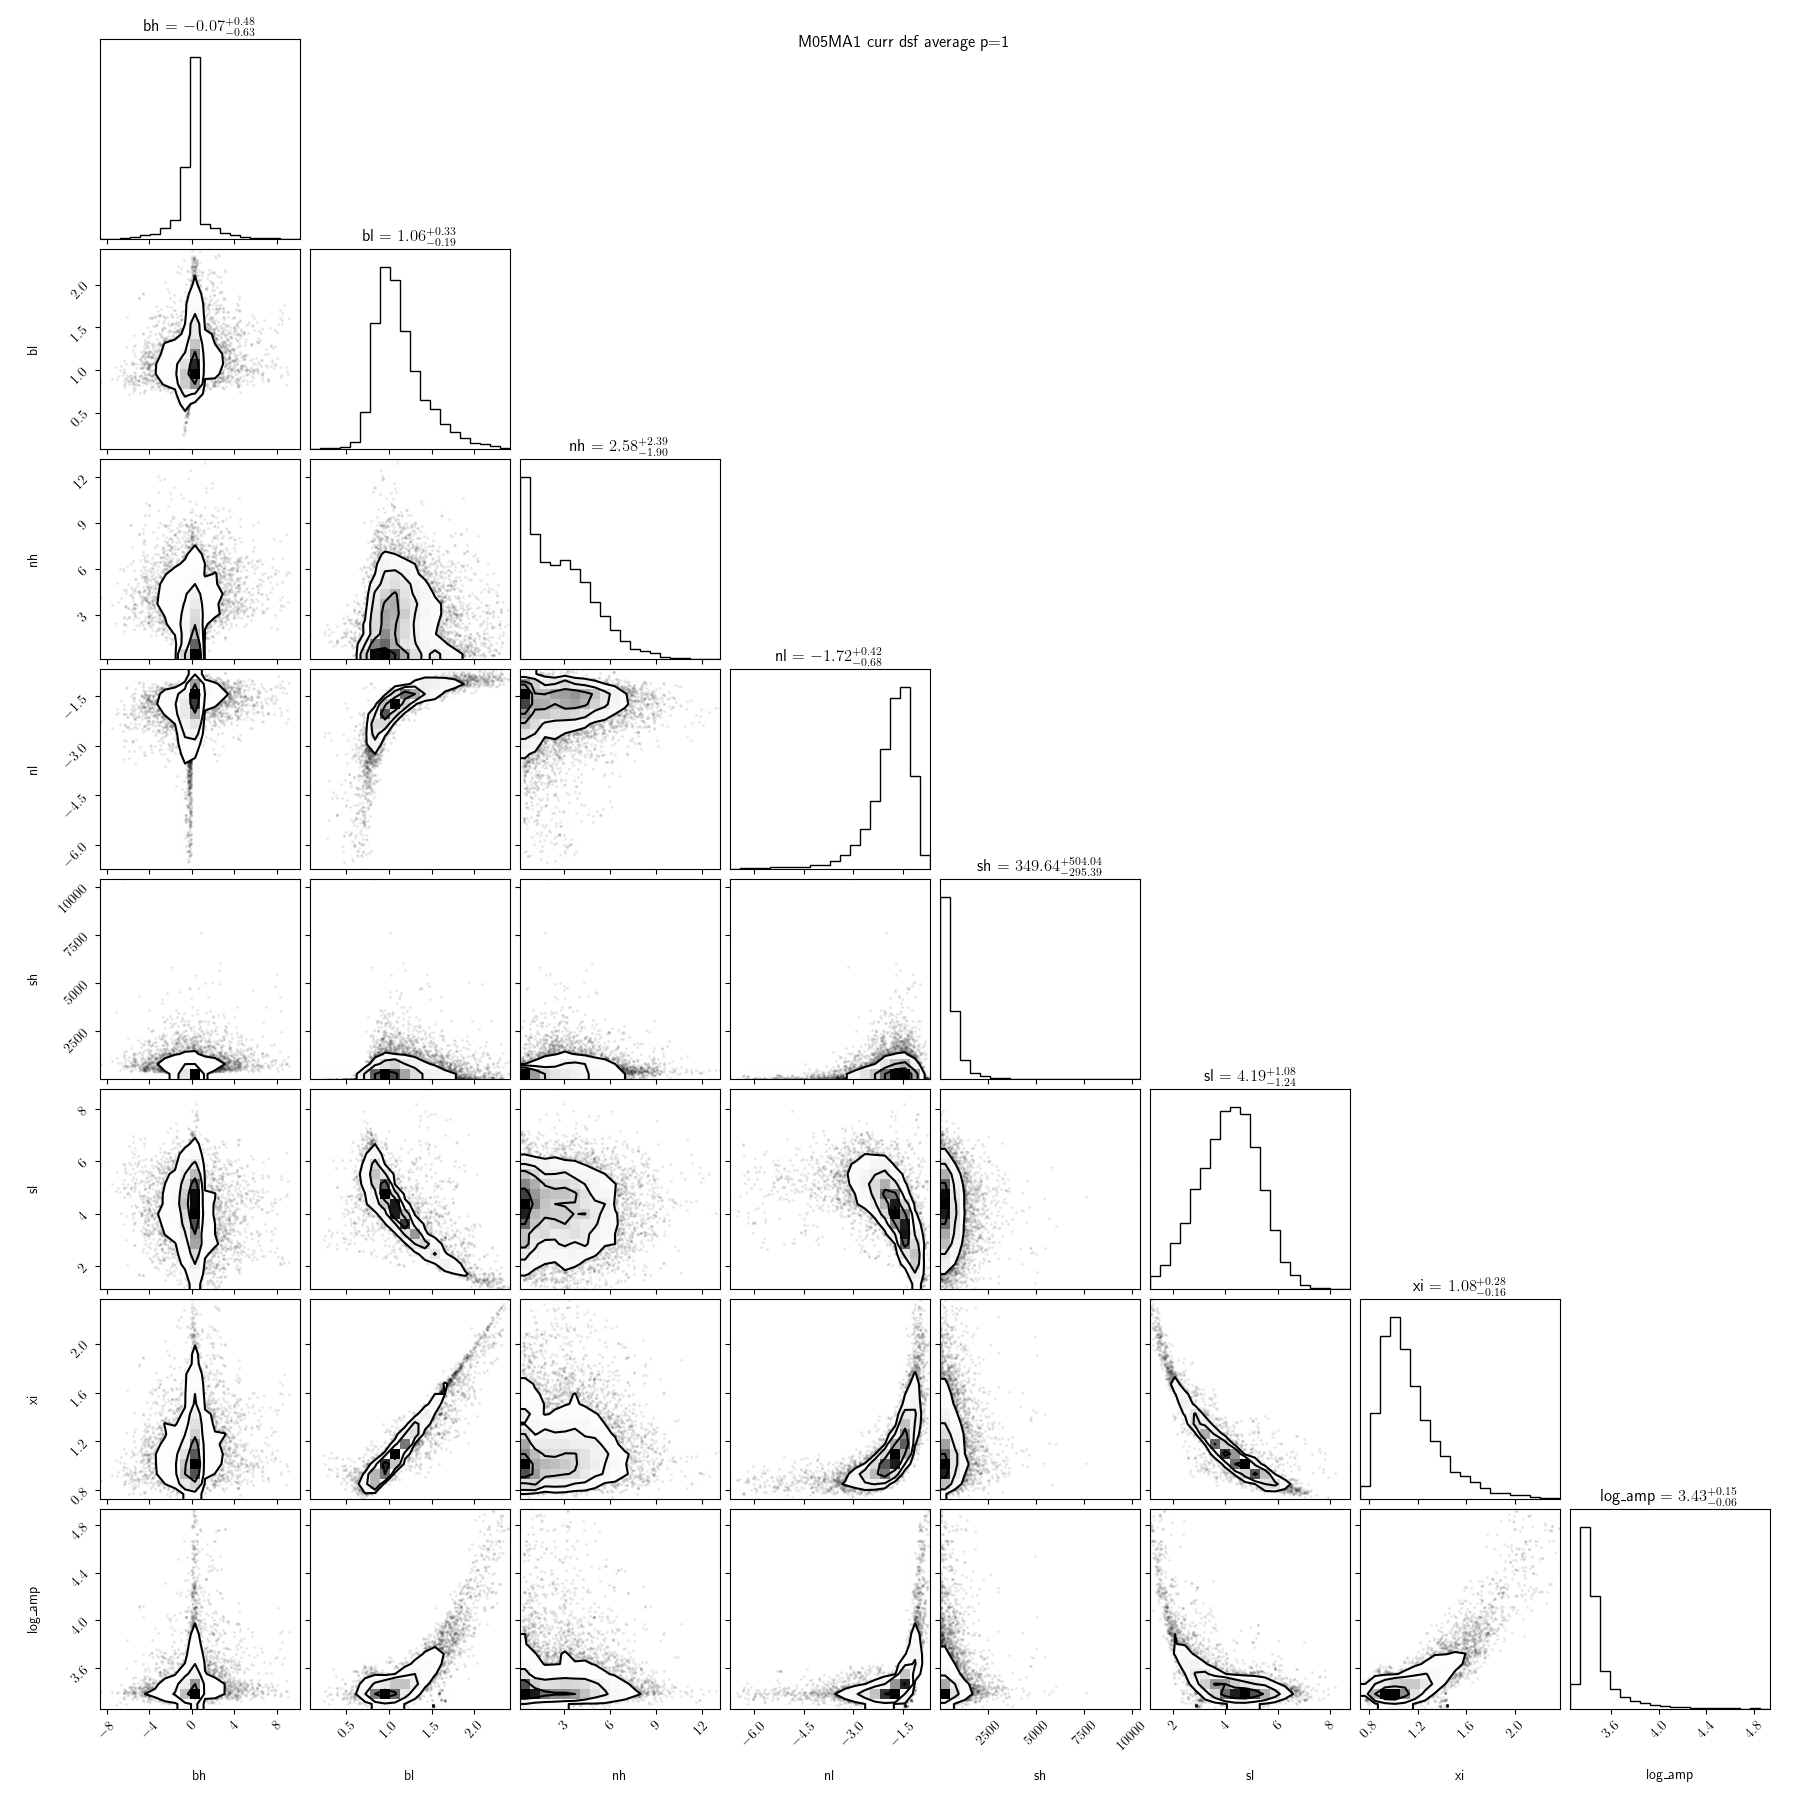 bh = −0.07+0.48−0.63
M05MA1 curr dsf average p=1
bl = 1.06+0.33−0.19
bl
2.0
1.5
1.0
0.5
nh = 2.58+2.39−1.90
nh
12
9
6
3
nl = −1.72+0.42−0.68
nl
−1.5
−3.0
−4.5
−6.0
sh = 349.64+504.04−295.39
sh
10000
7500
5000
2500
sl = 4.19+1.08−1.24
sl
8
6
4
2
xi = 1.08+0.28−0.16
xi
2.0
1.6
1.2
0.8
log_amp = 3.43+0.15−0.06
log_amp
4.8
4.4
4.0
3.6
−8 −4 0 4 8 0.5 1.0 1.5 2.0 3 6 9 12 −6.0 −4.5 −3.0 −1.5 2500 5000 7500 10000 2 4 6 8 0.8 1.2 1.6 2.0 3.6 4.0 4.4 4.8
bh bl nh nl sh sl xi log_amp